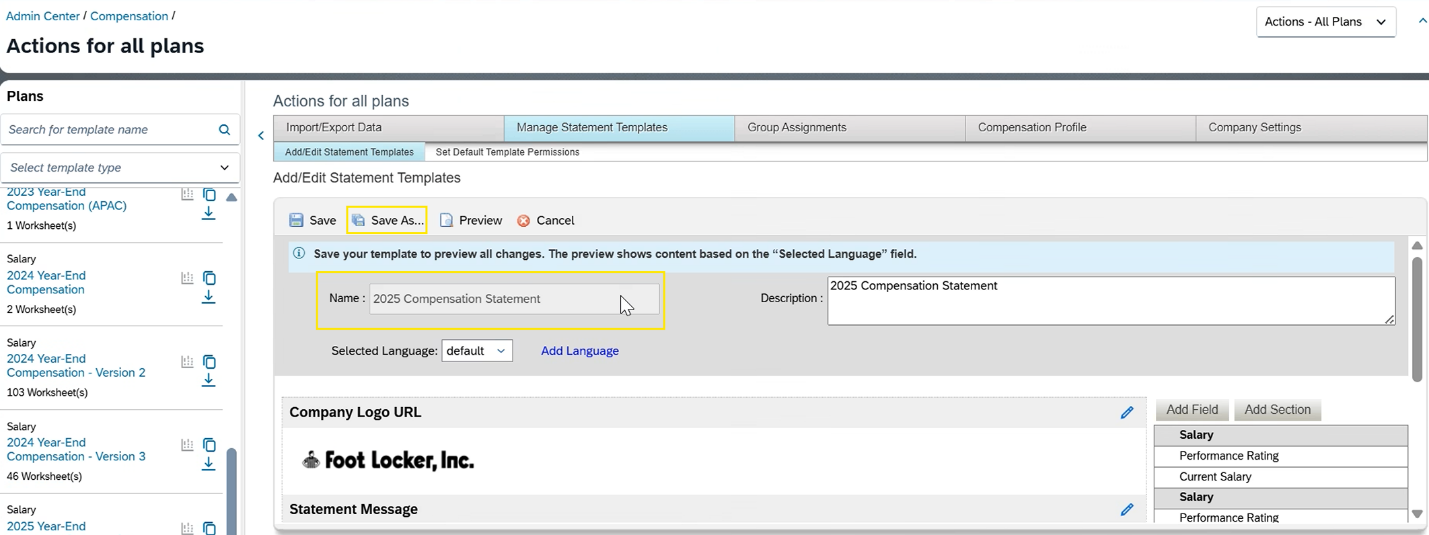 Admin Center / Compensation /
Actions for all plans
Actions - All Plans
Plans
Search for template name
Select template type
2023 Year-End
Compensation (APAC)
1 Worksheet(s)
Salary
2024 Year-End
Compensation
2 Worksheet(s)
Salary
2024 Year-End
Compensation - Version 2
103 Worksheet(s)
Salary
2024 Year-End
Compensation - Version 3
46 Worksheet(s)
Salary
2025 Year-End
Actions for all plans
Import/Export Data
Manage Statement Templates
Group Assignments
Compensation Profile
Company Settings
Add/Edit Statement Templates
Set Default Template Permissions
Add/Edit Statement Templates
Save
Save As...
Preview
Cancel
Save your template to preview all changes. The preview shows content based on the “Selected Language” field.
Name :
2025 Compensation Statement
Description :
2025 Compensation Statement
Selected Language:
default
Add Language
Company Logo URL
Foot Locker, Inc.
Statement Message
Add Field
Add Section
Salary
Performance Rating
Current Salary
Salary
Performance Rating